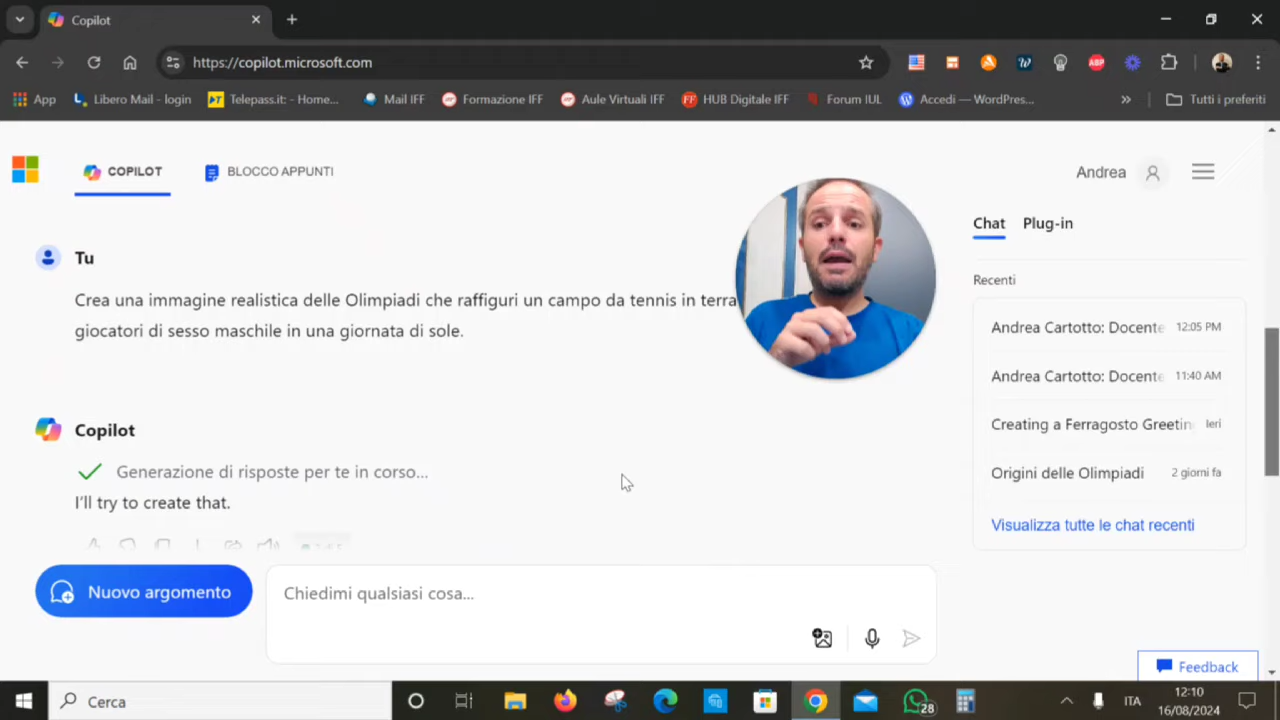 Copilot
https://copilot.microsoft.com
App
Libero Mail - login
Telepass.it: - Home...
Mail IFF
Formazione IFF
Aule Virtuali IFF
HUB Digitale IFF
Forum IUL
Accedi — WordPres...
»
Tutti i preferiti
COPILOT
BLOCCO APPUNTI
Andrea
Chat
Plug-in
Tu
Crea una immagine realistica delle Olimpiadi che raffiguri un campo da tennis in terra
giocatori di sesso maschile in una giornata di sole.
Copilot
Generazione di risposte per te in corso...
I'll try to create that.
Recenti
Andrea Cartotto: Docente 12:05 PM
Andrea Cartotto: Docente 11:40 AM
Creating a Ferragosto Greetin Ieri
Origini delle Olimpiadi 2 giorni fa
Visualizza tutte le chat recenti
Nuovo argomento
Chiedimi qualsiasi cosa...
Feedback
Cerca
28
ITA
12:10
16/08/2024